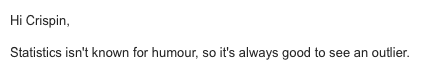 Hi Crispin,
Statistics isn't known for humour, so it's always good to see an outlier.